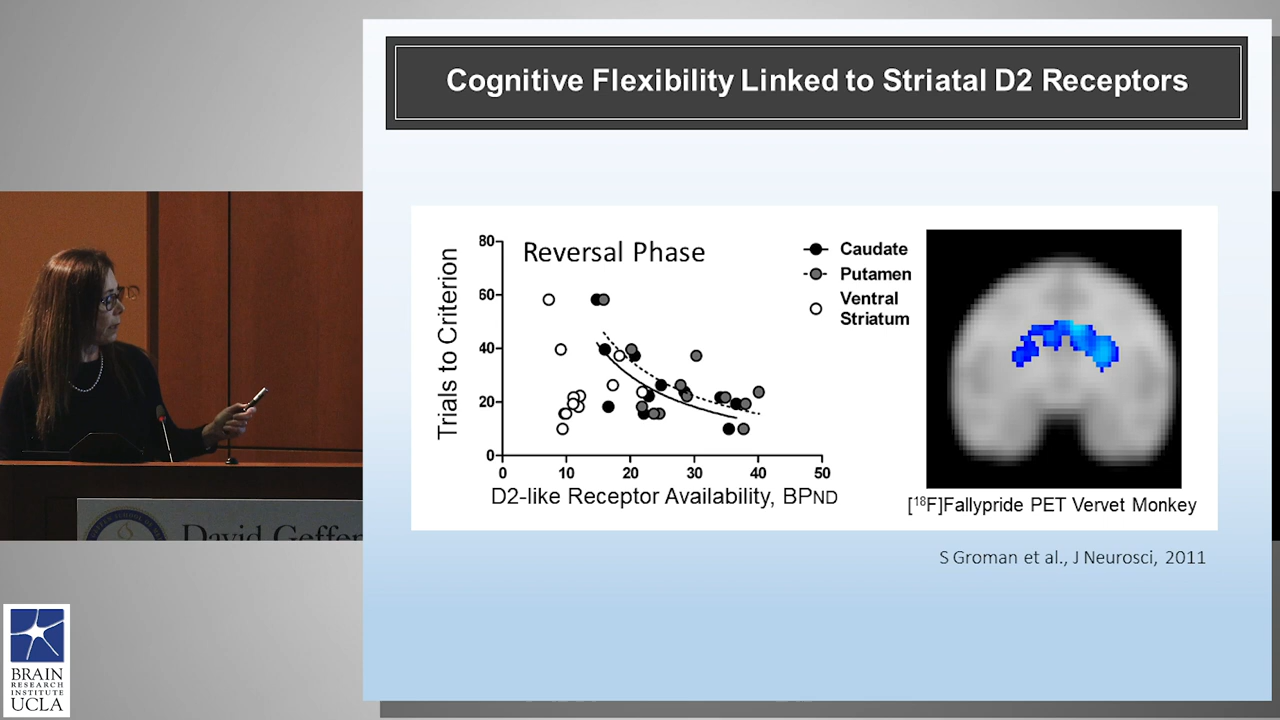 Cognitive Flexibility Linked to Striatal D2 Receptors
Reversal Phase
Trials to Criterion
80
60
40
20
0
0 10 20 30 40 50
D2-like Receptor Availability, BPND
Caudate
Putamen
Ventral
Striatum
[18F]Fallypride PET Vervet Monkey
S Groman et al., J Neurosci, 2011
David Geffen
BRAIN
RESEARCH
INSTITUTE
UCLA